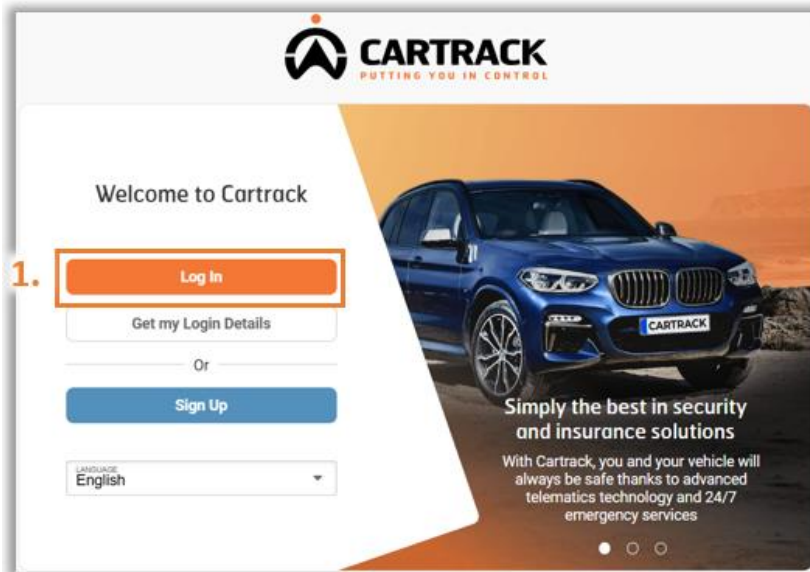 CARTRACK
PUTTING YOU IN CONTROL
Welcome to Cartrack
1.
Log In
Get my Login Details
Or
Sign Up
LANGUAGE
English
CARTRACK
Simply the best in security
and insurance solutions
With Cartrack, you and your vehicle will
always be safe thanks to advanced
telematics technology and 24/7
emergency services